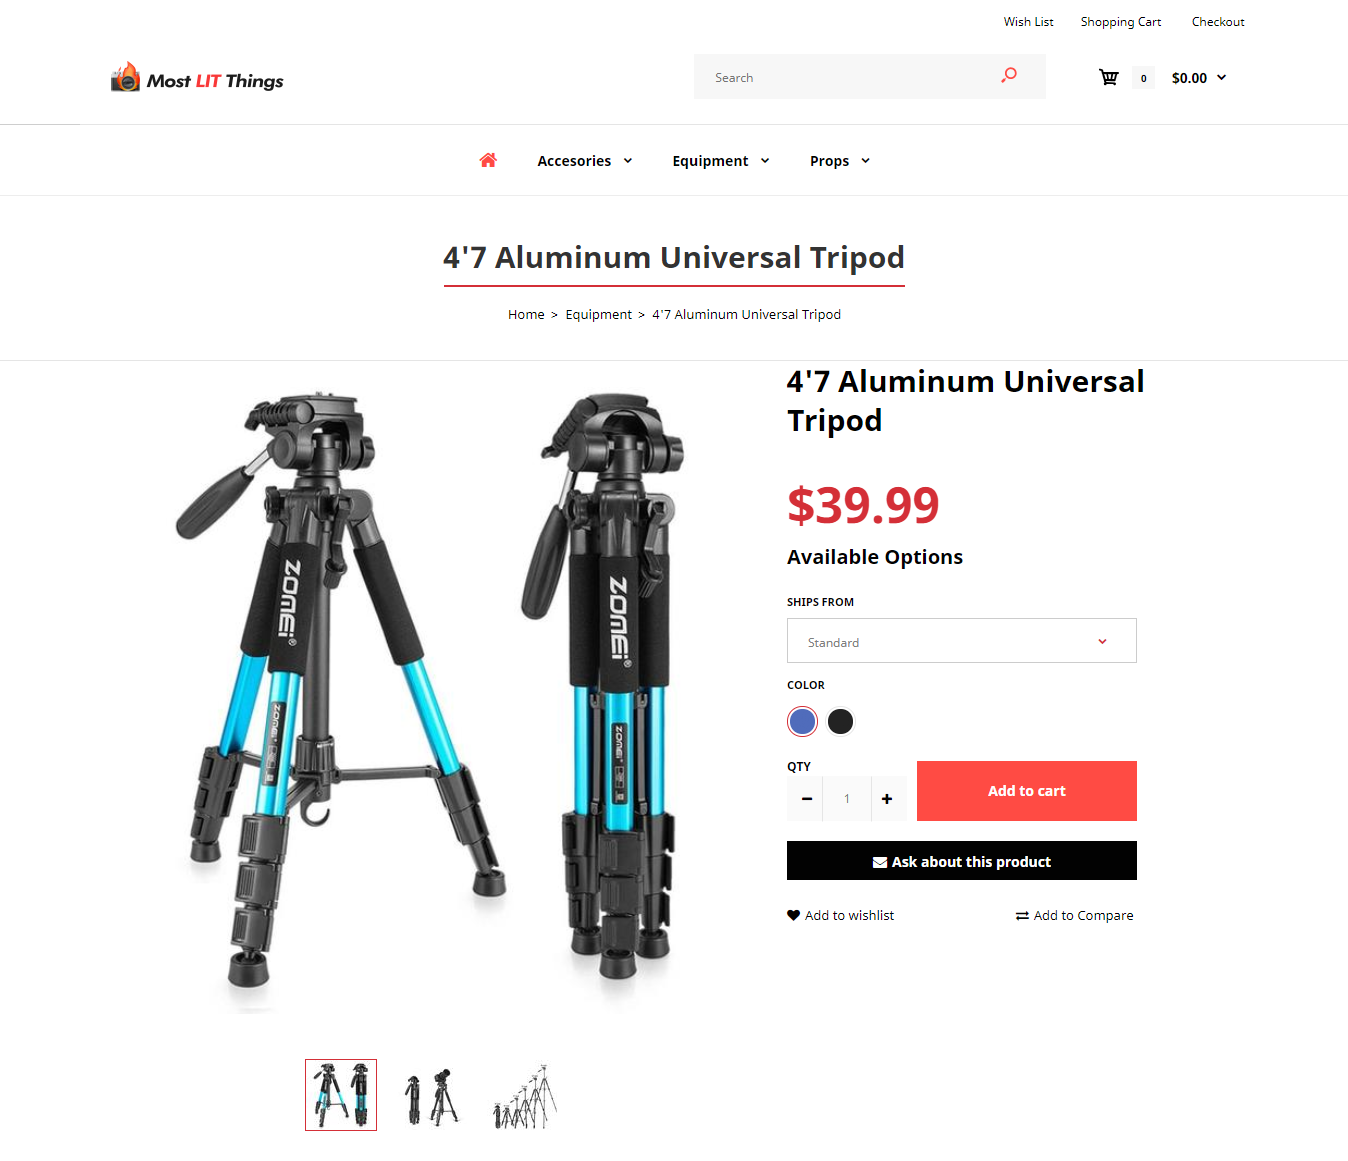 Wish List
Shopping Cart
Checkout
Most LIT Things
Search
0
$0.00
Accesories
Equipment
Props
4'7 Aluminum Universal Tripod
Home > Equipment > 4'7 Aluminum Universal Tripod
4'7 Aluminum Universal
Tripod
$39.99
Available Options
SHIPS FROM
Standard
COLOR
QTY
1
Add to cart
Ask about this product
Add to wishlist
Add to Compare
ZOMEi®
ZOMEi
ZOMEi®
ZOMEi